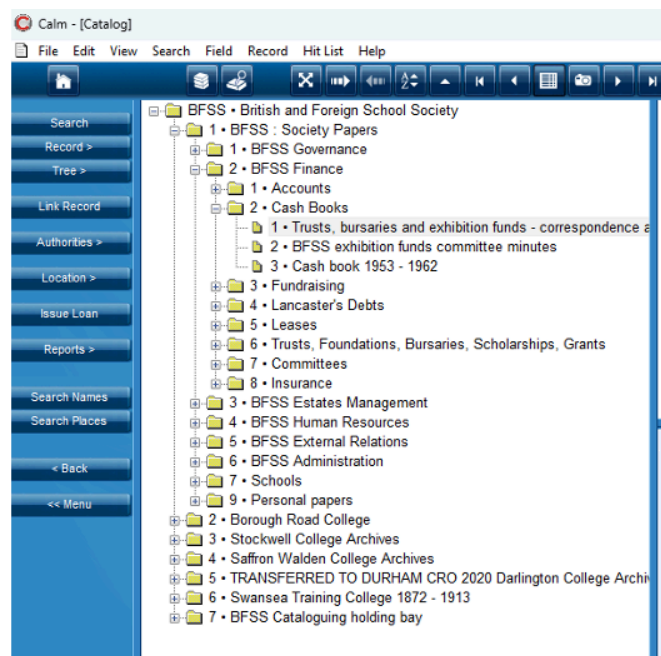 Calm - [Catalog]
File Edit View Search Field Record Hit List Help
Search
Record >
Tree >
Link Record
Authorities >
Location >
Issue Loan
Reports >
Search Names
Search Places
< Back
<< Menu
BFSS • British and Foreign School Society
1 • BFSS : Society Papers
1 • BFSS Governance
2 • BFSS Finance
1 • Accounts
2 • Cash Books
1 • Trusts, bursaries and exhibition funds - correspondence a
2 • BFSS exhibition funds committee minutes
3 • Cash book 1953 - 1962
3 • Fundraising
4 • Lancaster's Debts
5 • Leases
6 • Trusts, Foundations, Bursaries, Scholarships, Grants
7 • Committees
8 • Insurance
3 • BFSS Estates Management
4 • BFSS Human Resources
5 • BFSS External Relations
6 • BFSS Administration
7 • Schools
9 • Personal papers
2 • Borough Road College
3 • Stockwell College Archives
4 • Saffron Walden College Archives
5 • TRANSFERRED TO DURHAM CRO 2020 Darlington College Archi
6 • Swansea Training College 1872 - 1913
7 • BFSS Cataloguing holding bay